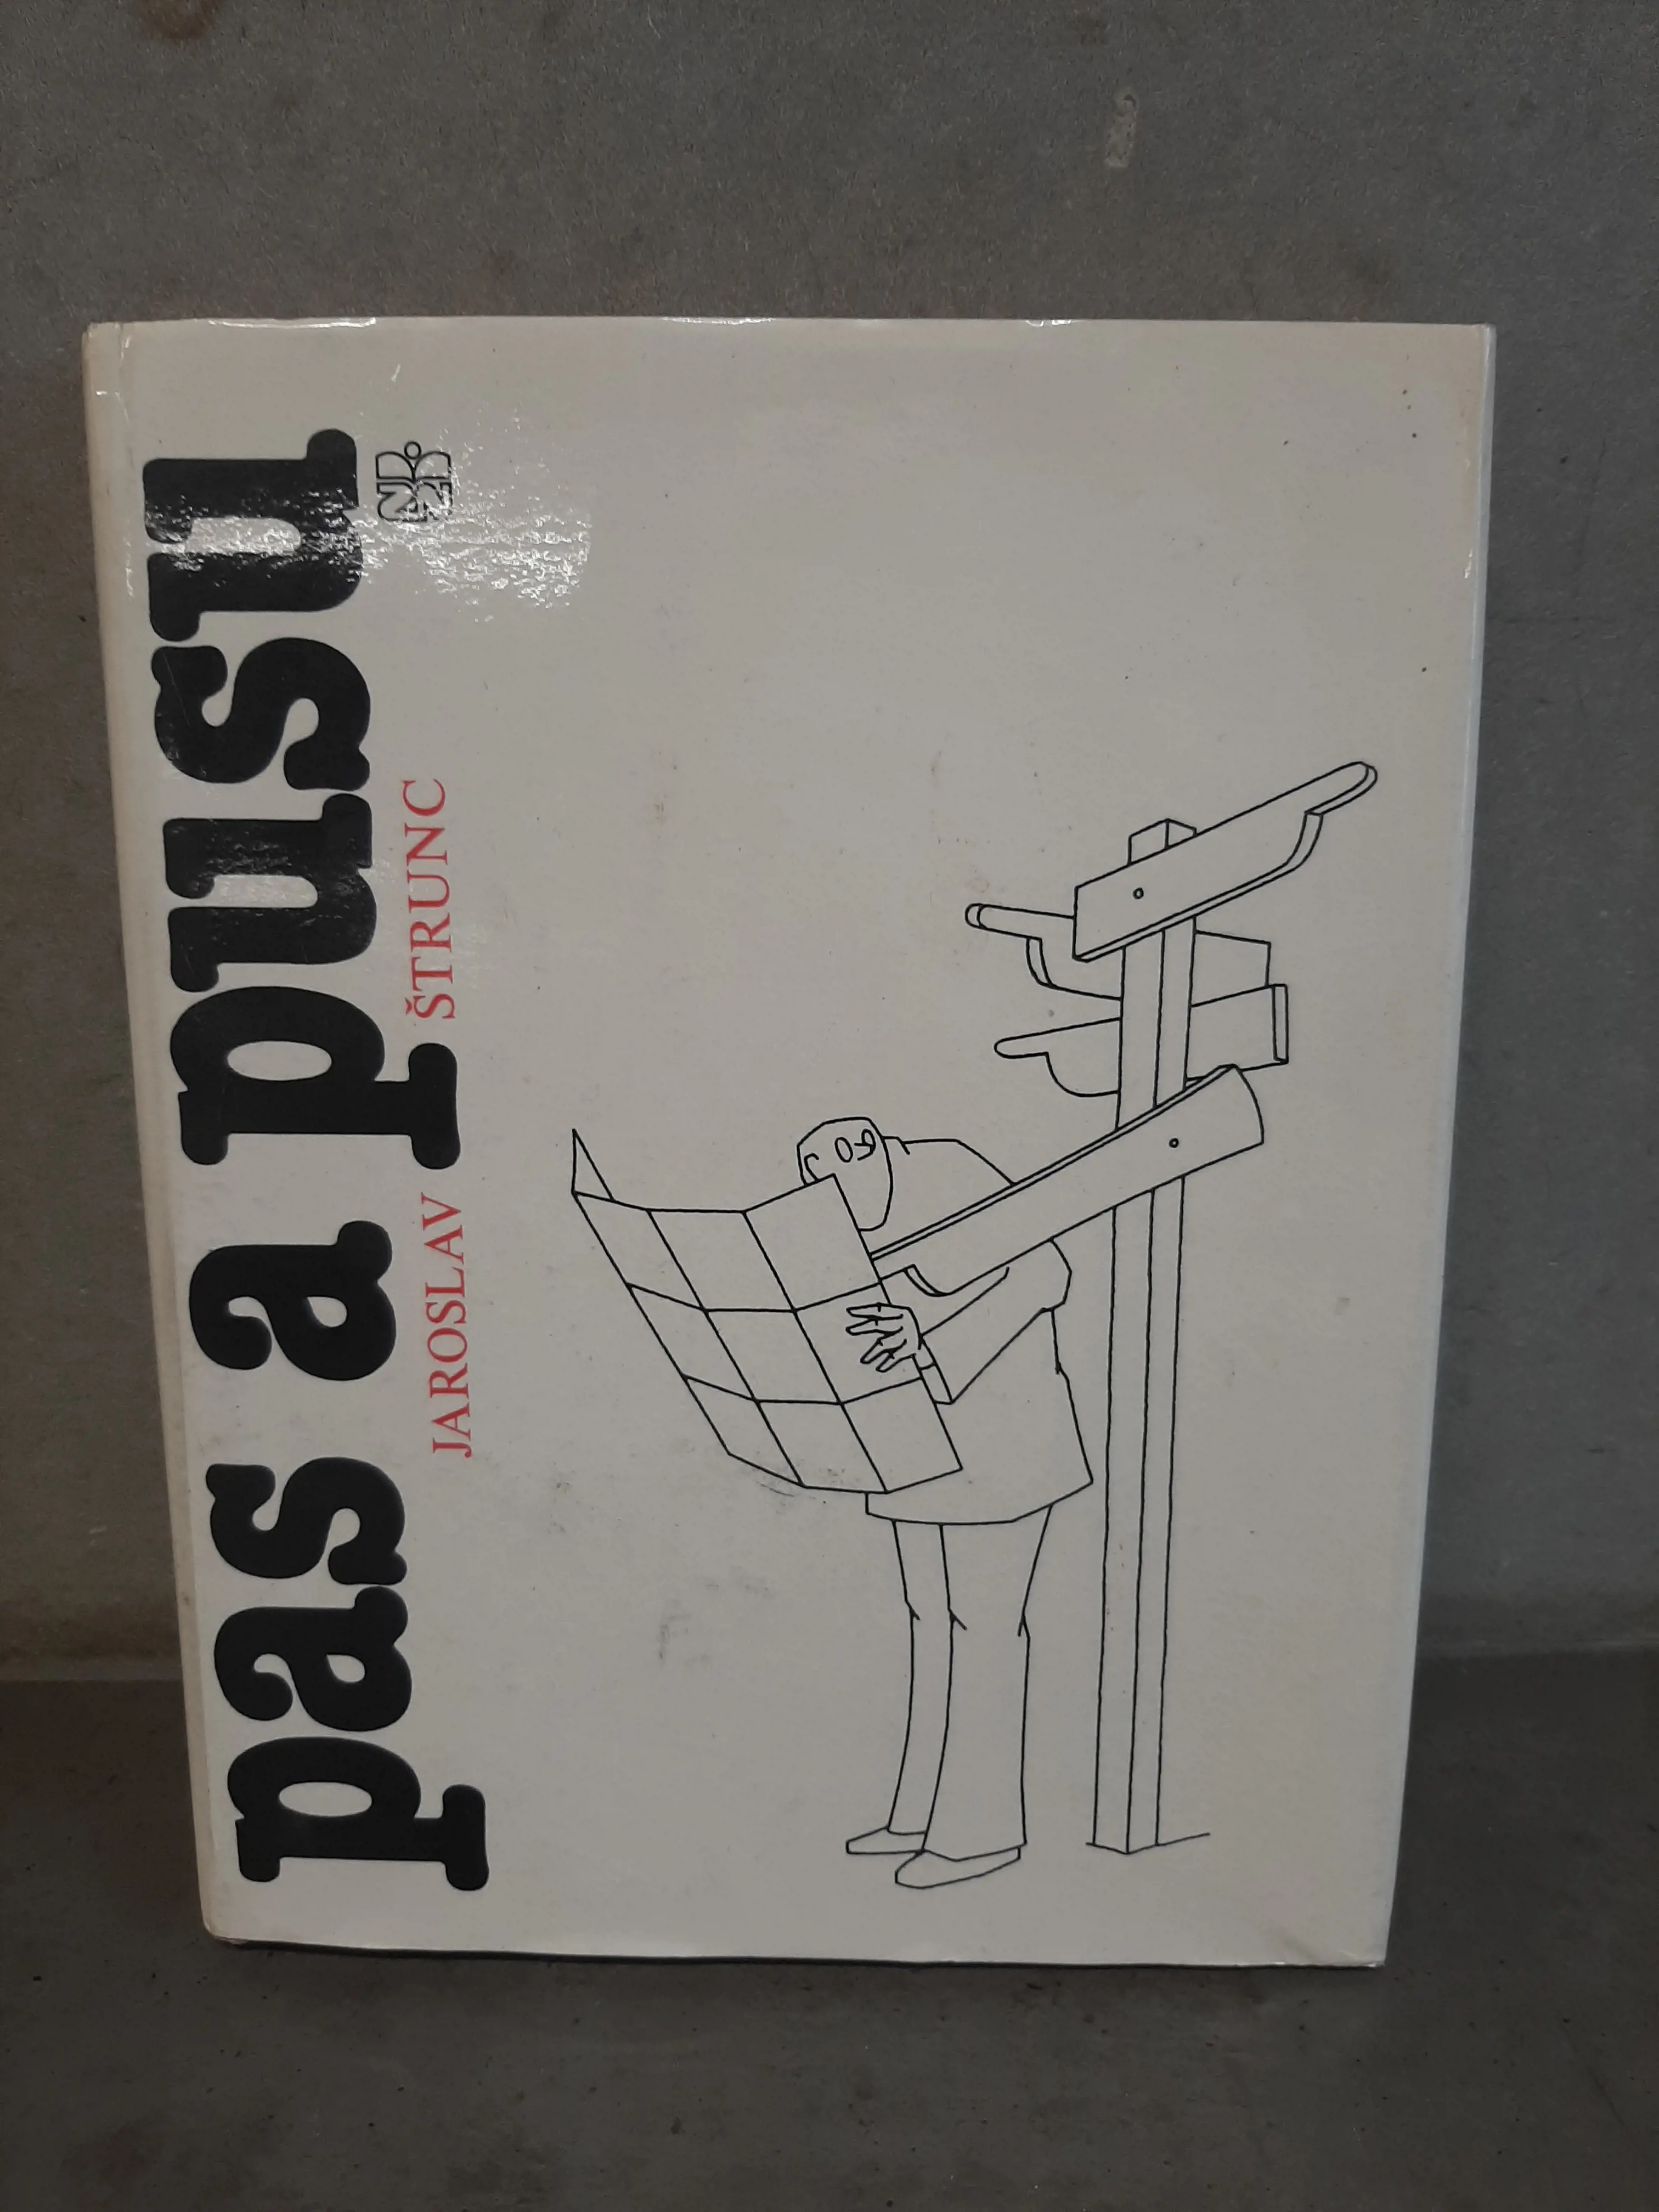 pas a pusu
JAROSLAV ŠTRUNC